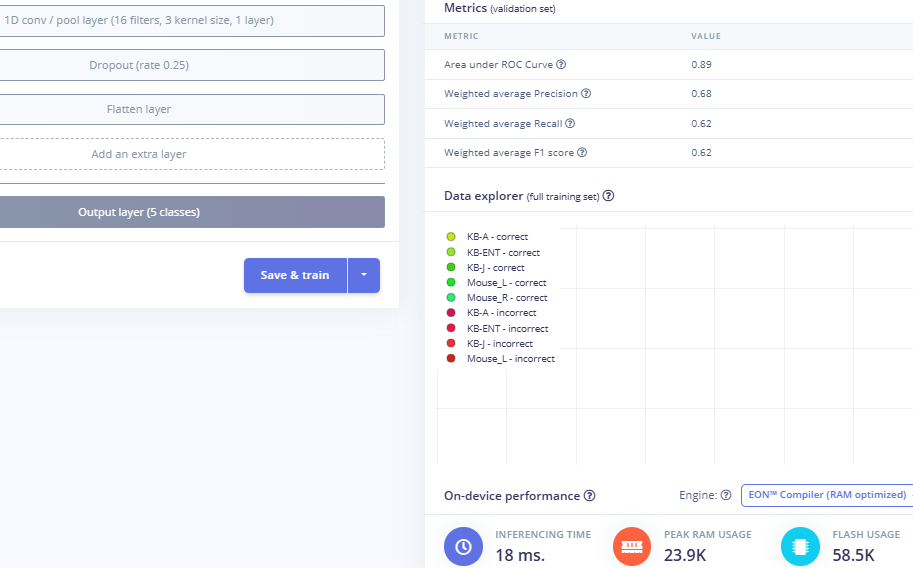 1D conv / pool layer (16 filters, 3 kernel size, 1 layer)
Dropout (rate 0.25)
Flatten layer
Add an extra layer
Output layer (5 classes)
Save & train
Metrics (validation set)
METRIC VALUE
Area under ROC Curve 0.89
Weighted average Precision 0.68
Weighted average Recall 0.62
Weighted average F1 score 0.62
Data explorer (full training set)
KB-A - correct
KB-ENT - correct
KB-J - correct
Mouse_L - correct
Mouse_R - correct
KB-A - incorrect
KB-ENT - incorrect
KB-J - incorrect
Mouse_L - incorrect
On-device performance Engine: EON™ Compiler (RAM optimized)
INFERENCING TIME PEAK RAM USAGE FLASH USAGE
18 ms. 23.9K 58.5K